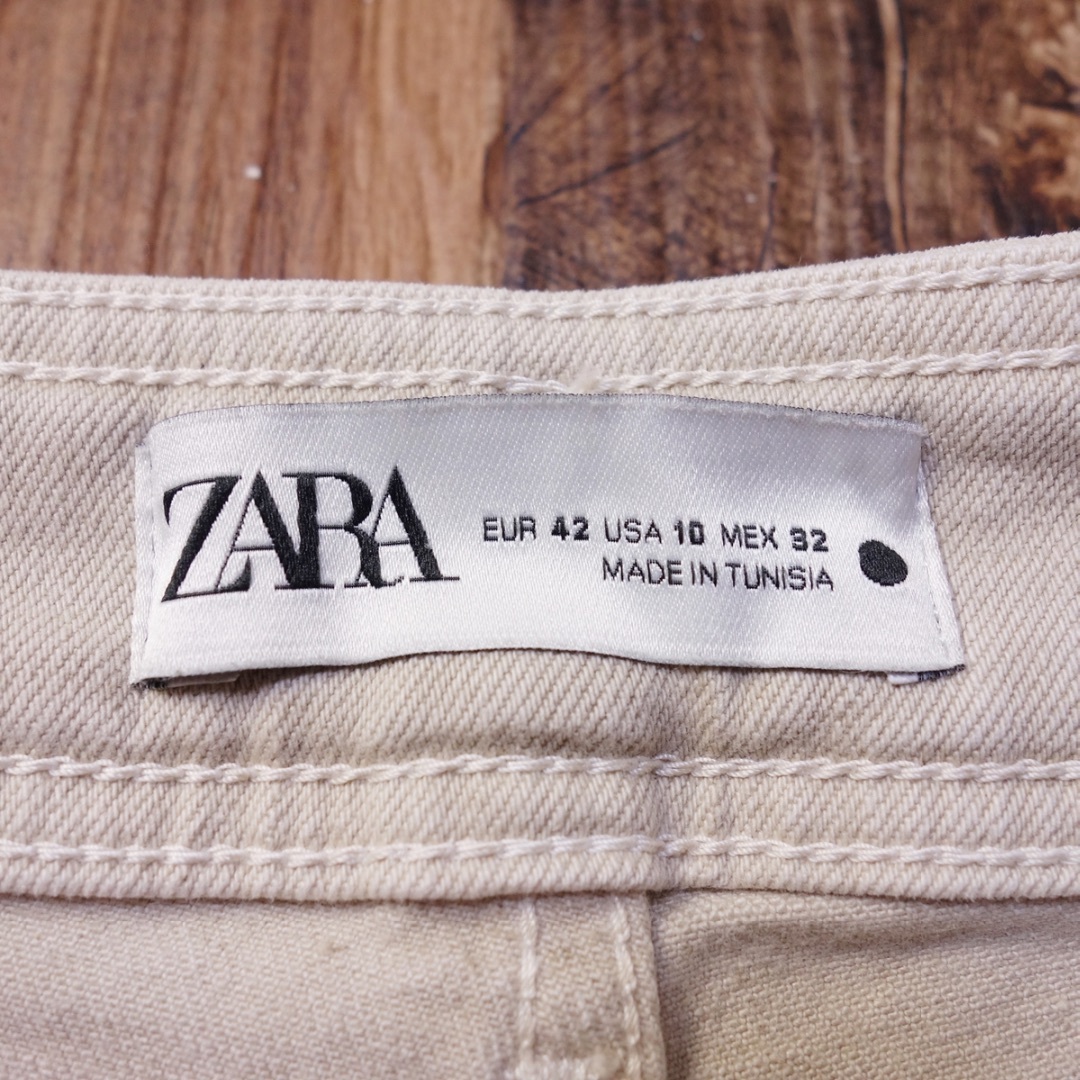 ZARA
EUR 42 USA 10 MEX 32
MADE IN TUNISIA